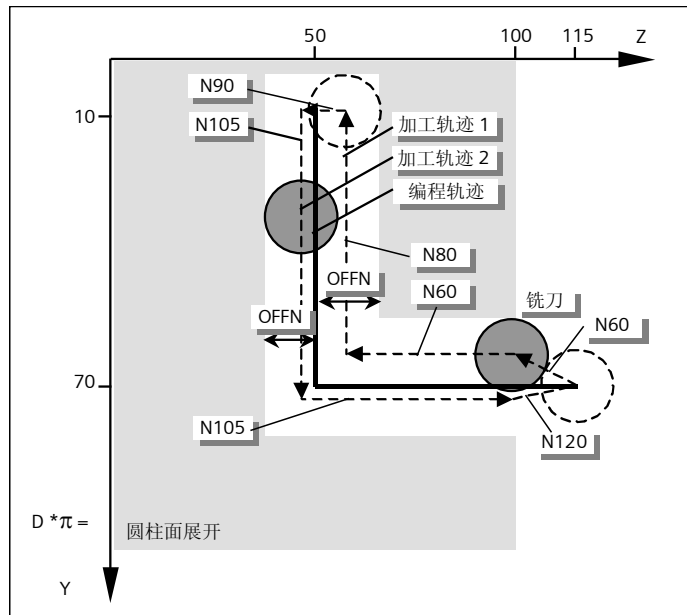 50
100
115
Z
N90
10
N105
加工轨迹 1
加工轨迹 2
编程轨迹
N80
OFFN
N60
铣刀
OFFN
N60
70
N105
N120
D *π =
圆柱面展开
Y